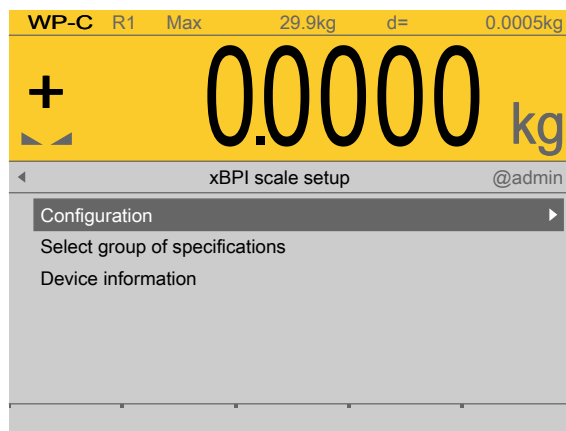 WP-C R1 Max 29.9kg d= 0.0005kg
+ 0.0000 kg
xBPI scale setup @admin
Configuration
Select group of specifications
Device information